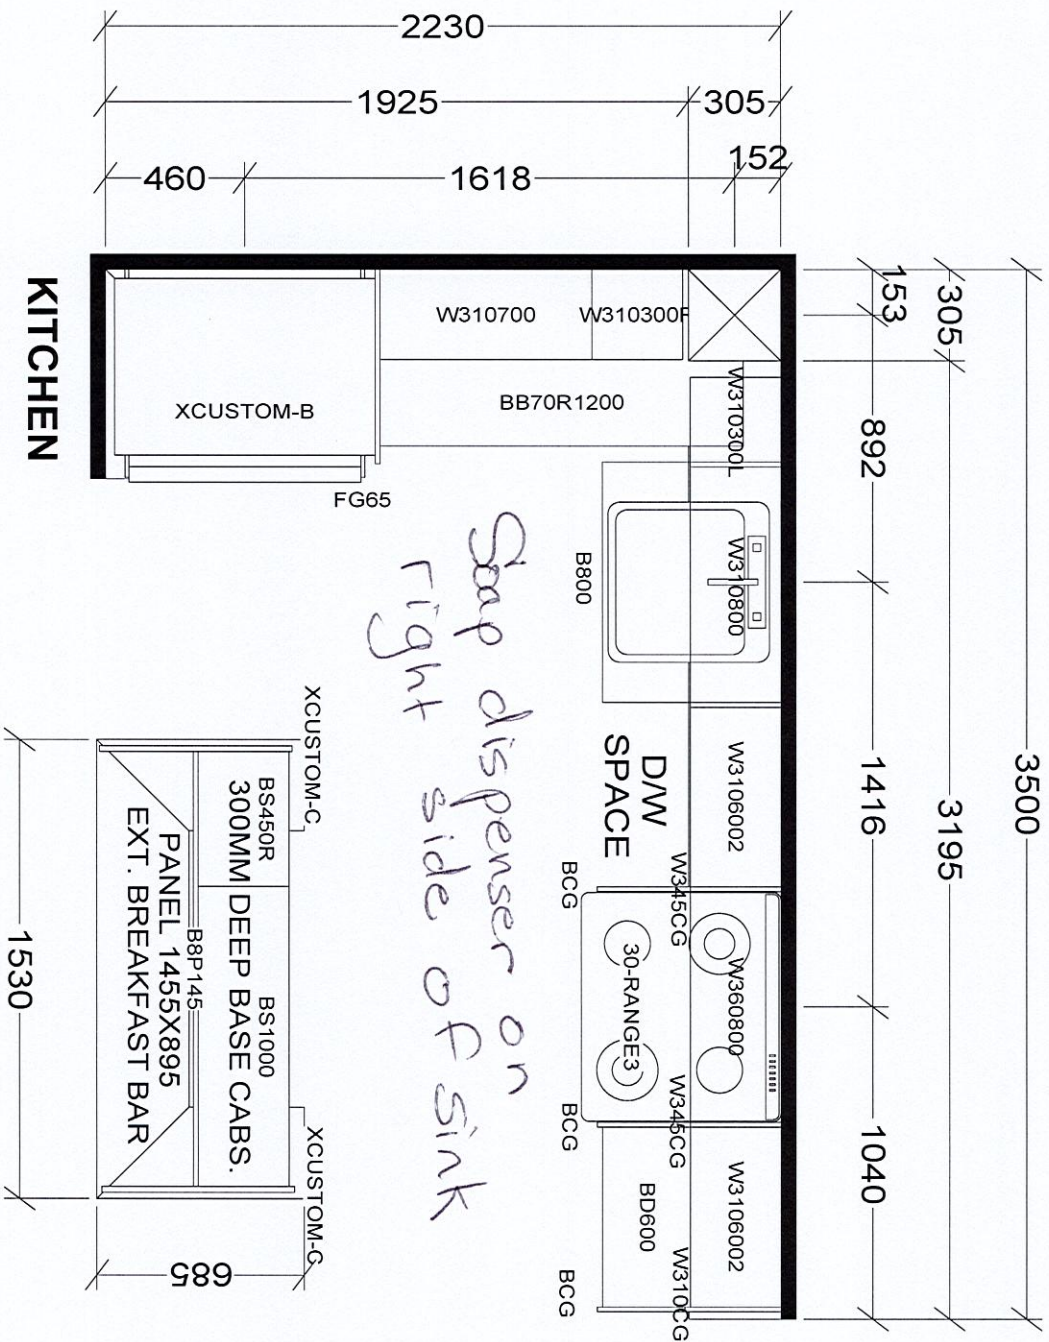 2230
1925
305
460
1618
152
153
305
3500
892
3195
1416
1040
W310700
W310300R
W310300L
XCUSTOM-B
BB70R1200
FG65
W310800
B800
D/W
SPACE
W3106002
BCG
W345CG
30-RANGE3
W360800
BCG
W345CG
BD600
W3106002
BCG
W310CG
Soap dispenser on
right side of sink
KITCHEN
XCUSTOM-C
XCUSTOM-C
BS450R
BS1000
300MM DEEP BASE CABS.
B8P145
PANEL 1455X895
EXT. BREAKFAST BAR
1530
685